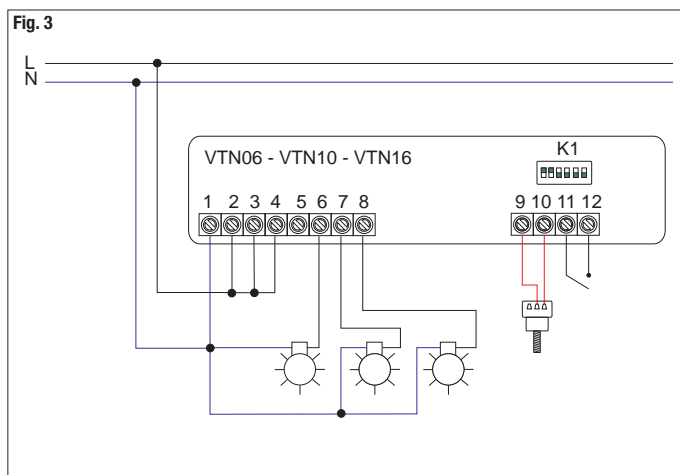 Fig. 3
L
N
VTN06 - VTN10 - VTN16
K1
1 2 3 4 5 6 7 8
9 10 11 12